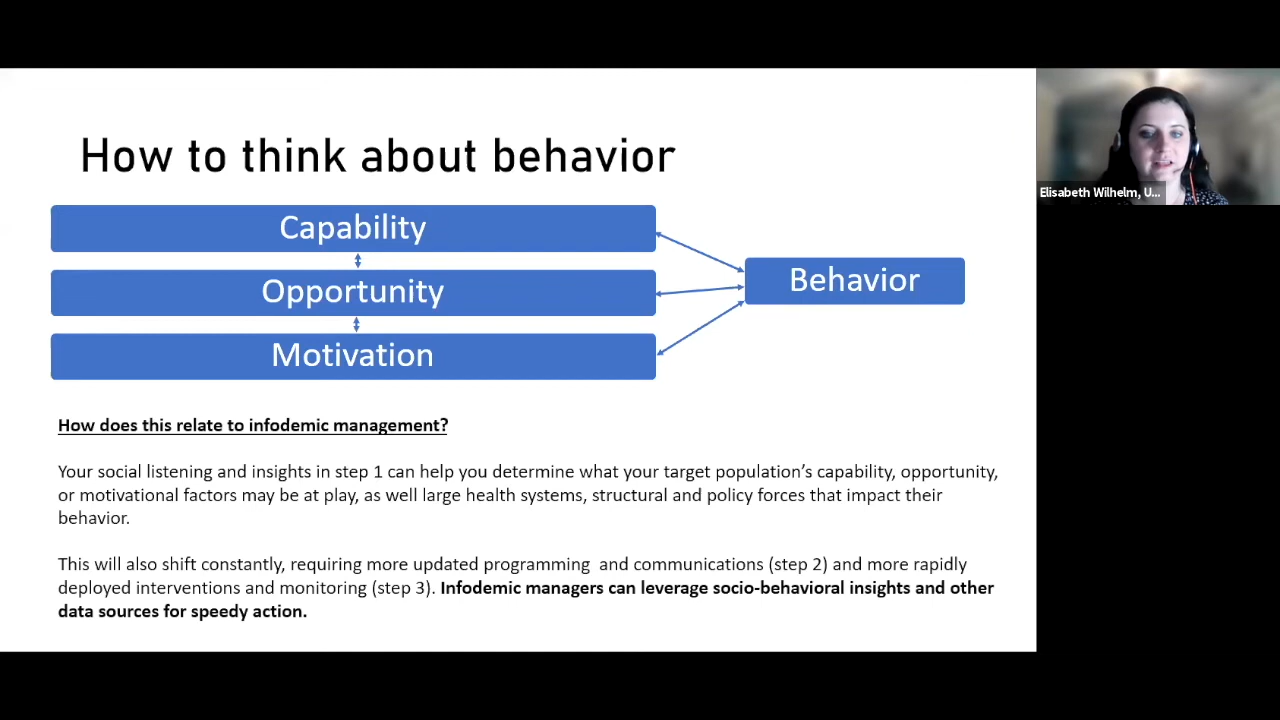 How to think about behavior
Capability
Opportunity
Motivation
Behavior
How does this relate to infodemic management?
Your social listening and insights in step 1 can help you determine what your target population’s capability, opportunity,
or motivational factors may be at play, as well large health systems, structural and policy forces that impact their
behavior.
This will also shift constantly, requiring more updated programming and communications (step 2) and more rapidly
deployed interventions and monitoring (step 3). Infodemic managers can leverage socio-behavioral insights and other
data sources for speedy action.
Elisabeth Wilhelm, U...